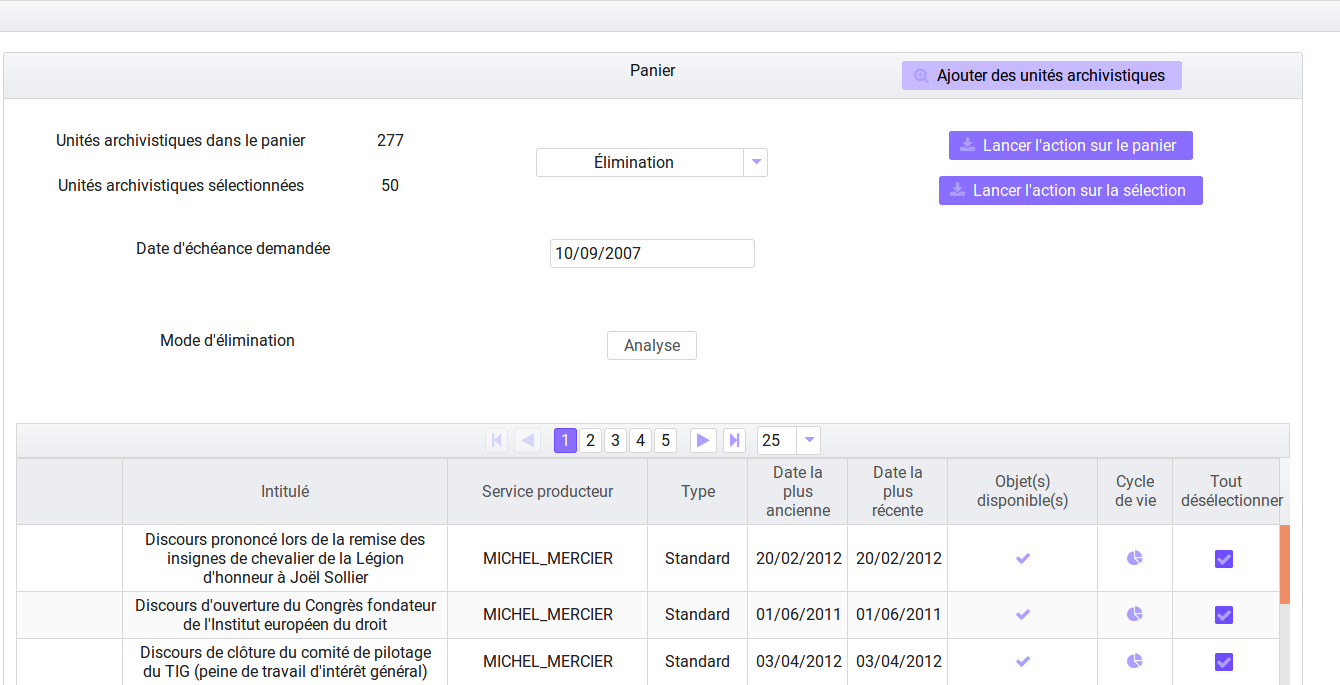 Panier
Ajouter des unités archivistiques
Unités archivistiques dans le panier 277
Élimination
Lancer l'action sur le panier
Unités archivistiques sélectionnées 50
Lancer l'action sur la sélection
Date d'échéance demandée 10/09/2007
Mode d'élimination Analyse
1 2 3 4 5 25
Intitulé
Service producteur
Type
Date la
plus
ancienne
Date la
plus
récente
Objet(s)
disponible(s)
Cycle
de vie
Tout
désélectionner
Discours prononcé lors de la remise des
insignes de chevalier de la Légion
d'honneur à Joël Sollier
MICHEL_MERCIER Standard 20/02/2012 20/02/2012
Discours d'ouverture du Congrès fondateur
de l'Institut européen du droit
MICHEL_MERCIER Standard 01/06/2011 01/06/2011
Discours de clôture du comité de pilotage
du TIG (peine de travail d'intérêt général)
MICHEL_MERCIER Standard 03/04/2012 03/04/2012